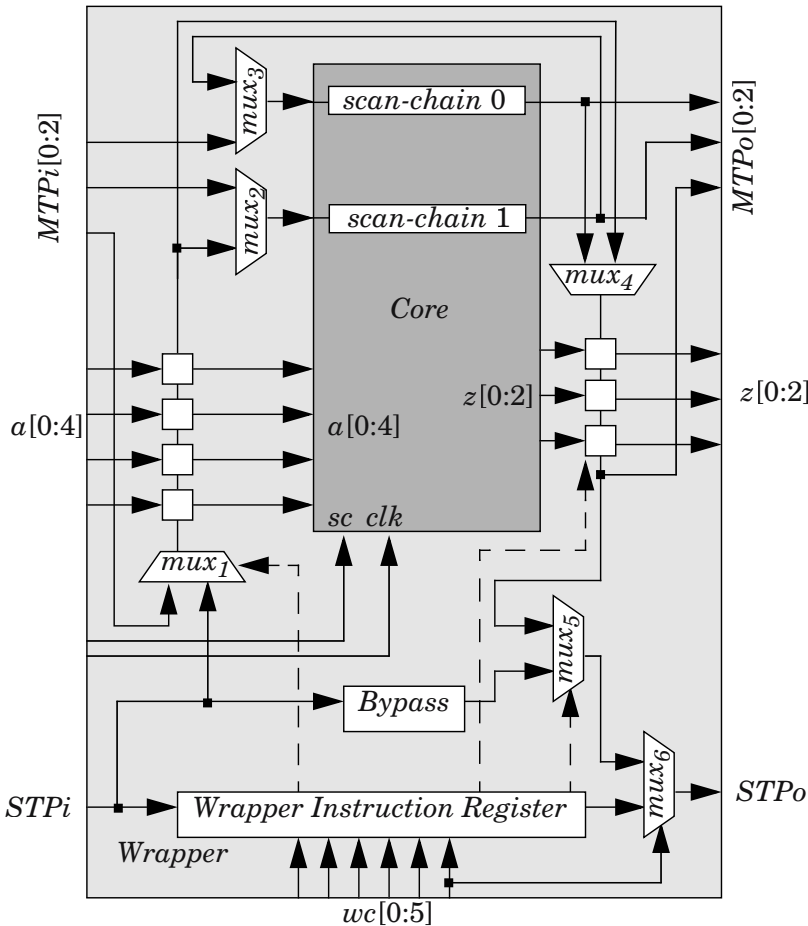 mux3
scan-chain 0
MTPi[0:2]
MTPo[0:2]
mux2
scan-chain 1
mux4
Core
z[0:2]
z[0:2]
a[0:4]
a[0:4]
sc clk
mux1
mux5
Bypass
mux6
STPi
Wrapper Instruction Register
STPo
Wrapper
wc[0:5]